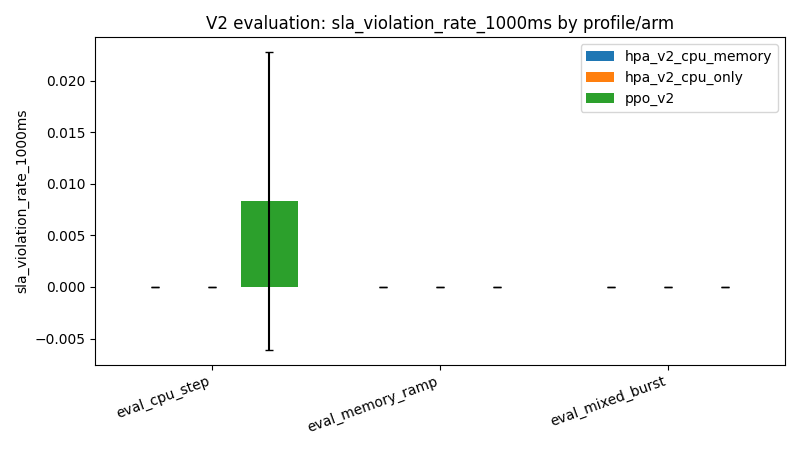 V2 evaluation: sla_violation_rate_1000ms by profile/arm
hpa_v2_cpu_memory
hpa_v2_cpu_only
ppo_v2
sla_violation_rate_1000ms
0.020
0.015
0.010
0.005
0.000
−0.005
eval_cpu_step
eval_memory_ramp
eval_mixed_burst